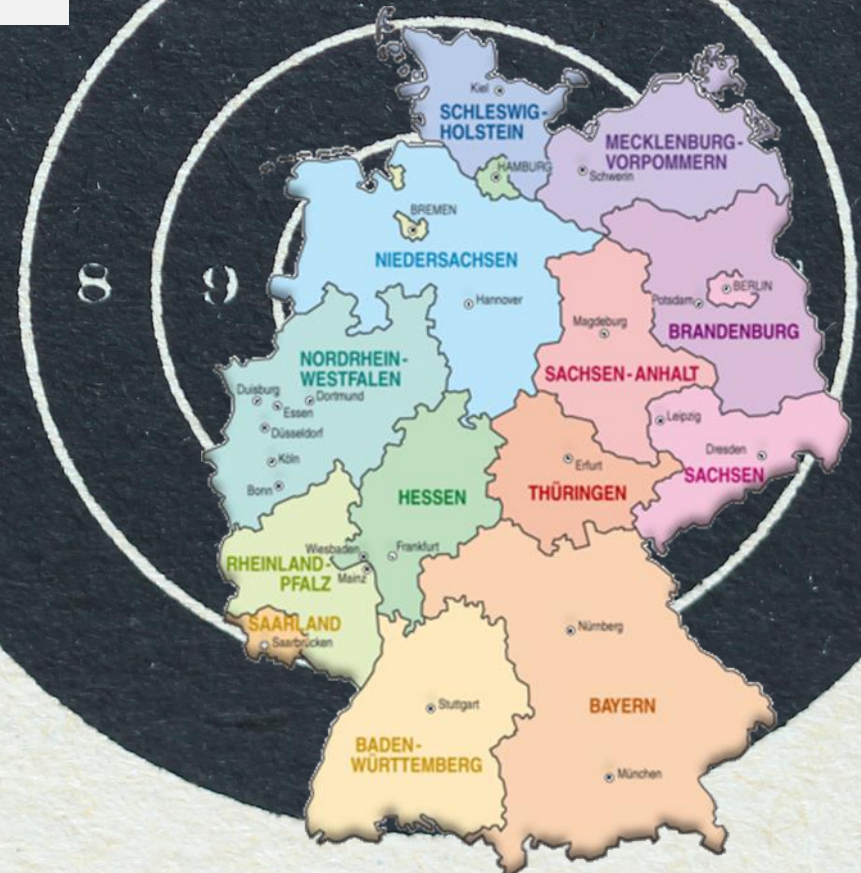 Kiel
SCHLESWIG-
HOLSTEIN
MECKLENBURG-
VORPOMMERN
HAMBURG
Schwerin
BREMEN
NIEDERSACHSEN
8
9
BERLIN
Potsdam
Hannover
Magdeburg
BRANDENBURG
NORDRHEIN-
WESTFALEN
SACHSEN-ANHALT
Duisburg
Dortmund
Essen
Leipzig
Düsseldorf
Dresden
Köln
Erfurt
SACHSEN
Bonn
HESSEN
THÜRINGEN
Wiesbaden
Frankfurt
RHEINLAND-
PFALZ
Mainz
SAARLAND
Nürnberg
Saarbrücken
Stuttgart
BAYERN
BADEN-
WÜRTTEMBERG
München